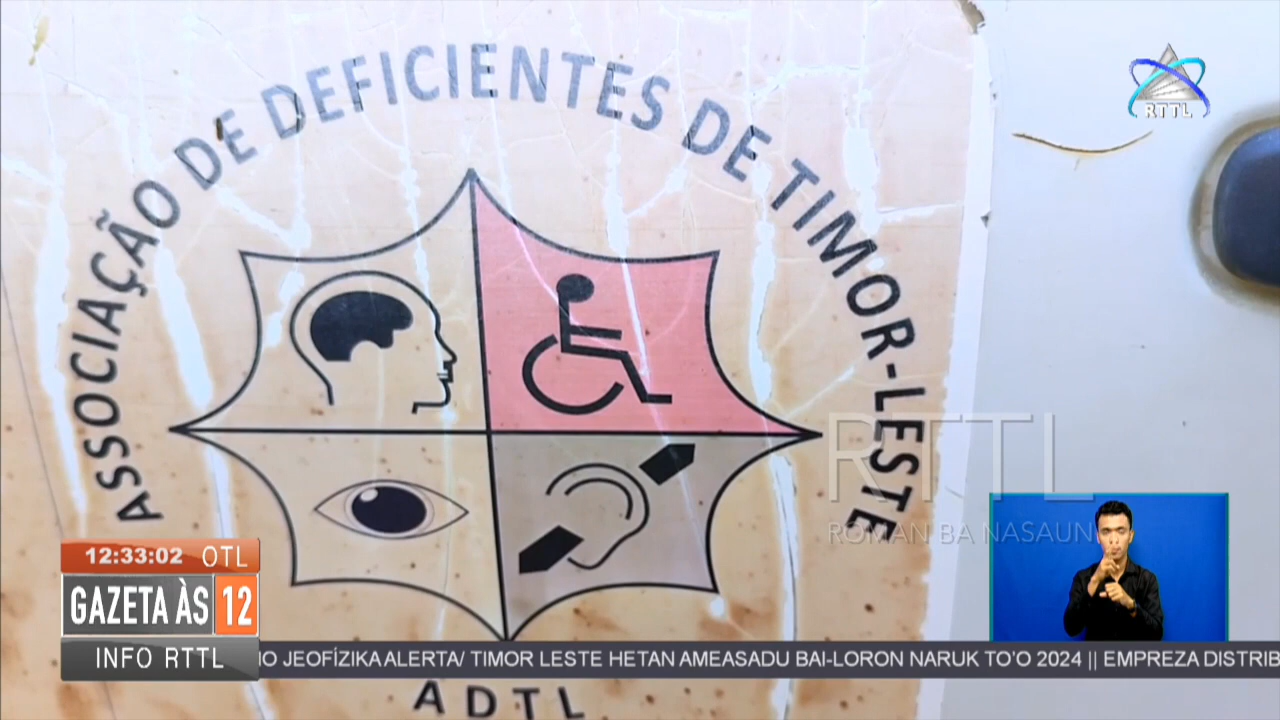 ASSOCIAÇÃO DE DEFICIENTES DE TIMOR-LESTE
RTTL
RTTL
ROMAN BA NASAUN
12:33:02 OTL
GAZETA ÀS 12
INFO RTTL
JEOFÍZIKA ALERTA/ TIMOR LESTE HETAN AMEASADU BAI-LORON NARUK TO'O 2024 || EMPREZA
ADTL